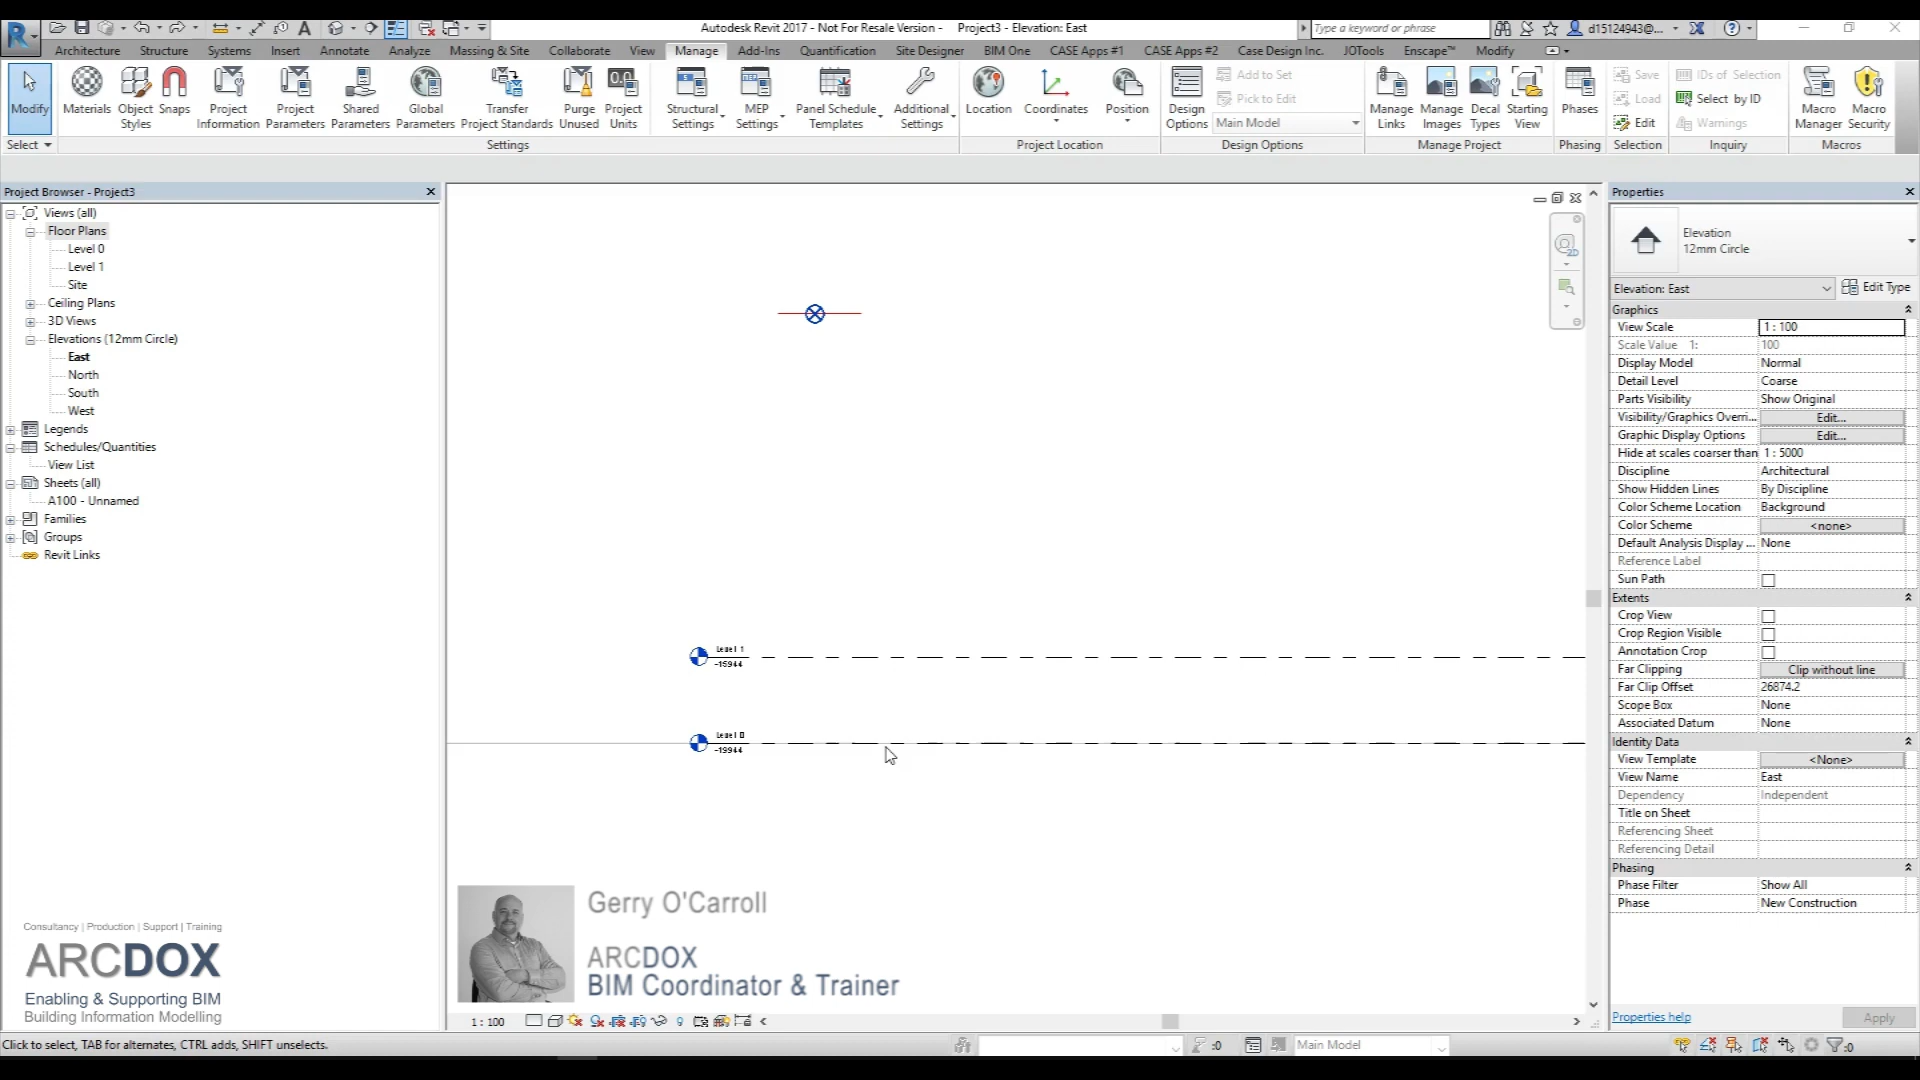 Autodesk Revit 2017 - Not For Resale Version - Project3 - Elevation: East
Type a keyword or phrase
d15124943@...
Architecture Structure Systems Insert Annotate Analyze Massing & Site Collaborate View Manage Add-Ins Quantification Site Designer BIM One CASE Apps #1 CASE Apps #2 Case Design Inc. JOTools Enscape™ Modify
Modify
Materials
Object Styles
Snaps
Project Information
Project Parameters
Shared Parameters
Global Parameters
Transfer Project Standards
Purge Unused
Project Units
Structural Settings
MEP Settings
Panel Schedule Templates
Additional Settings
Location
Coordinates
Position
Design Options
Add to Set
Pick to Edit
Main Model
Manage Links
Manage Images
Decal Types
Starting View
Phases
Save
Load
Edit
IDs of Selection
Select by ID
Warnings
Macro Manager
Macro Security
Select
Settings
Project Location
Design Options
Manage Project
Phasing
Selection
Inquiry
Macros
Project Browser - Project3
Views (all)
Floor Plans
Level 0
Level 1
Site
Ceiling Plans
3D Views
Elevations (12mm Circle)
East
North
South
West
Legends
Schedules/Quantities
View List
Sheets (all)
A100 - Unnamed
Families
Groups
Revit Links
Consultancy | Production | Support | Training
ARCDOX
Enabling & Supporting BIM
Building Information Modelling
2D
Level 1
-15944
Level 0
-19944
Gerry O'Carroll
ARCDOX
BIM Coordinator & Trainer
1 : 100
Properties
Elevation
12mm Circle
Elevation: East
Edit Type
Graphics
View Scale 1 : 100
Scale Value 1: 100
Display Model Normal
Detail Level Coarse
Parts Visibility Show Original
Visibility/Graphics Overri... Edit...
Graphic Display Options Edit...
Hide at scales coarser than 1 : 5000
Discipline Architectural
Show Hidden Lines By Discipline
Color Scheme Location Background
Color Scheme <none>
Default Analysis Display ... None
Reference Label
Sun Path
Extents
Crop View
Crop Region Visible
Annotation Crop
Far Clipping Clip without line
Far Clip Offset 26874.2
Scope Box None
Associated Datum None
Identity Data
View Template <None>
View Name East
Dependency Independent
Title on Sheet
Referencing Sheet
Referencing Detail
Phasing
Phase Filter Show All
Phase New Construction
Properties help
Apply
Click to select, TAB for alternates, CTRL adds, SHIFT unselects.
:0
Main Model
:0